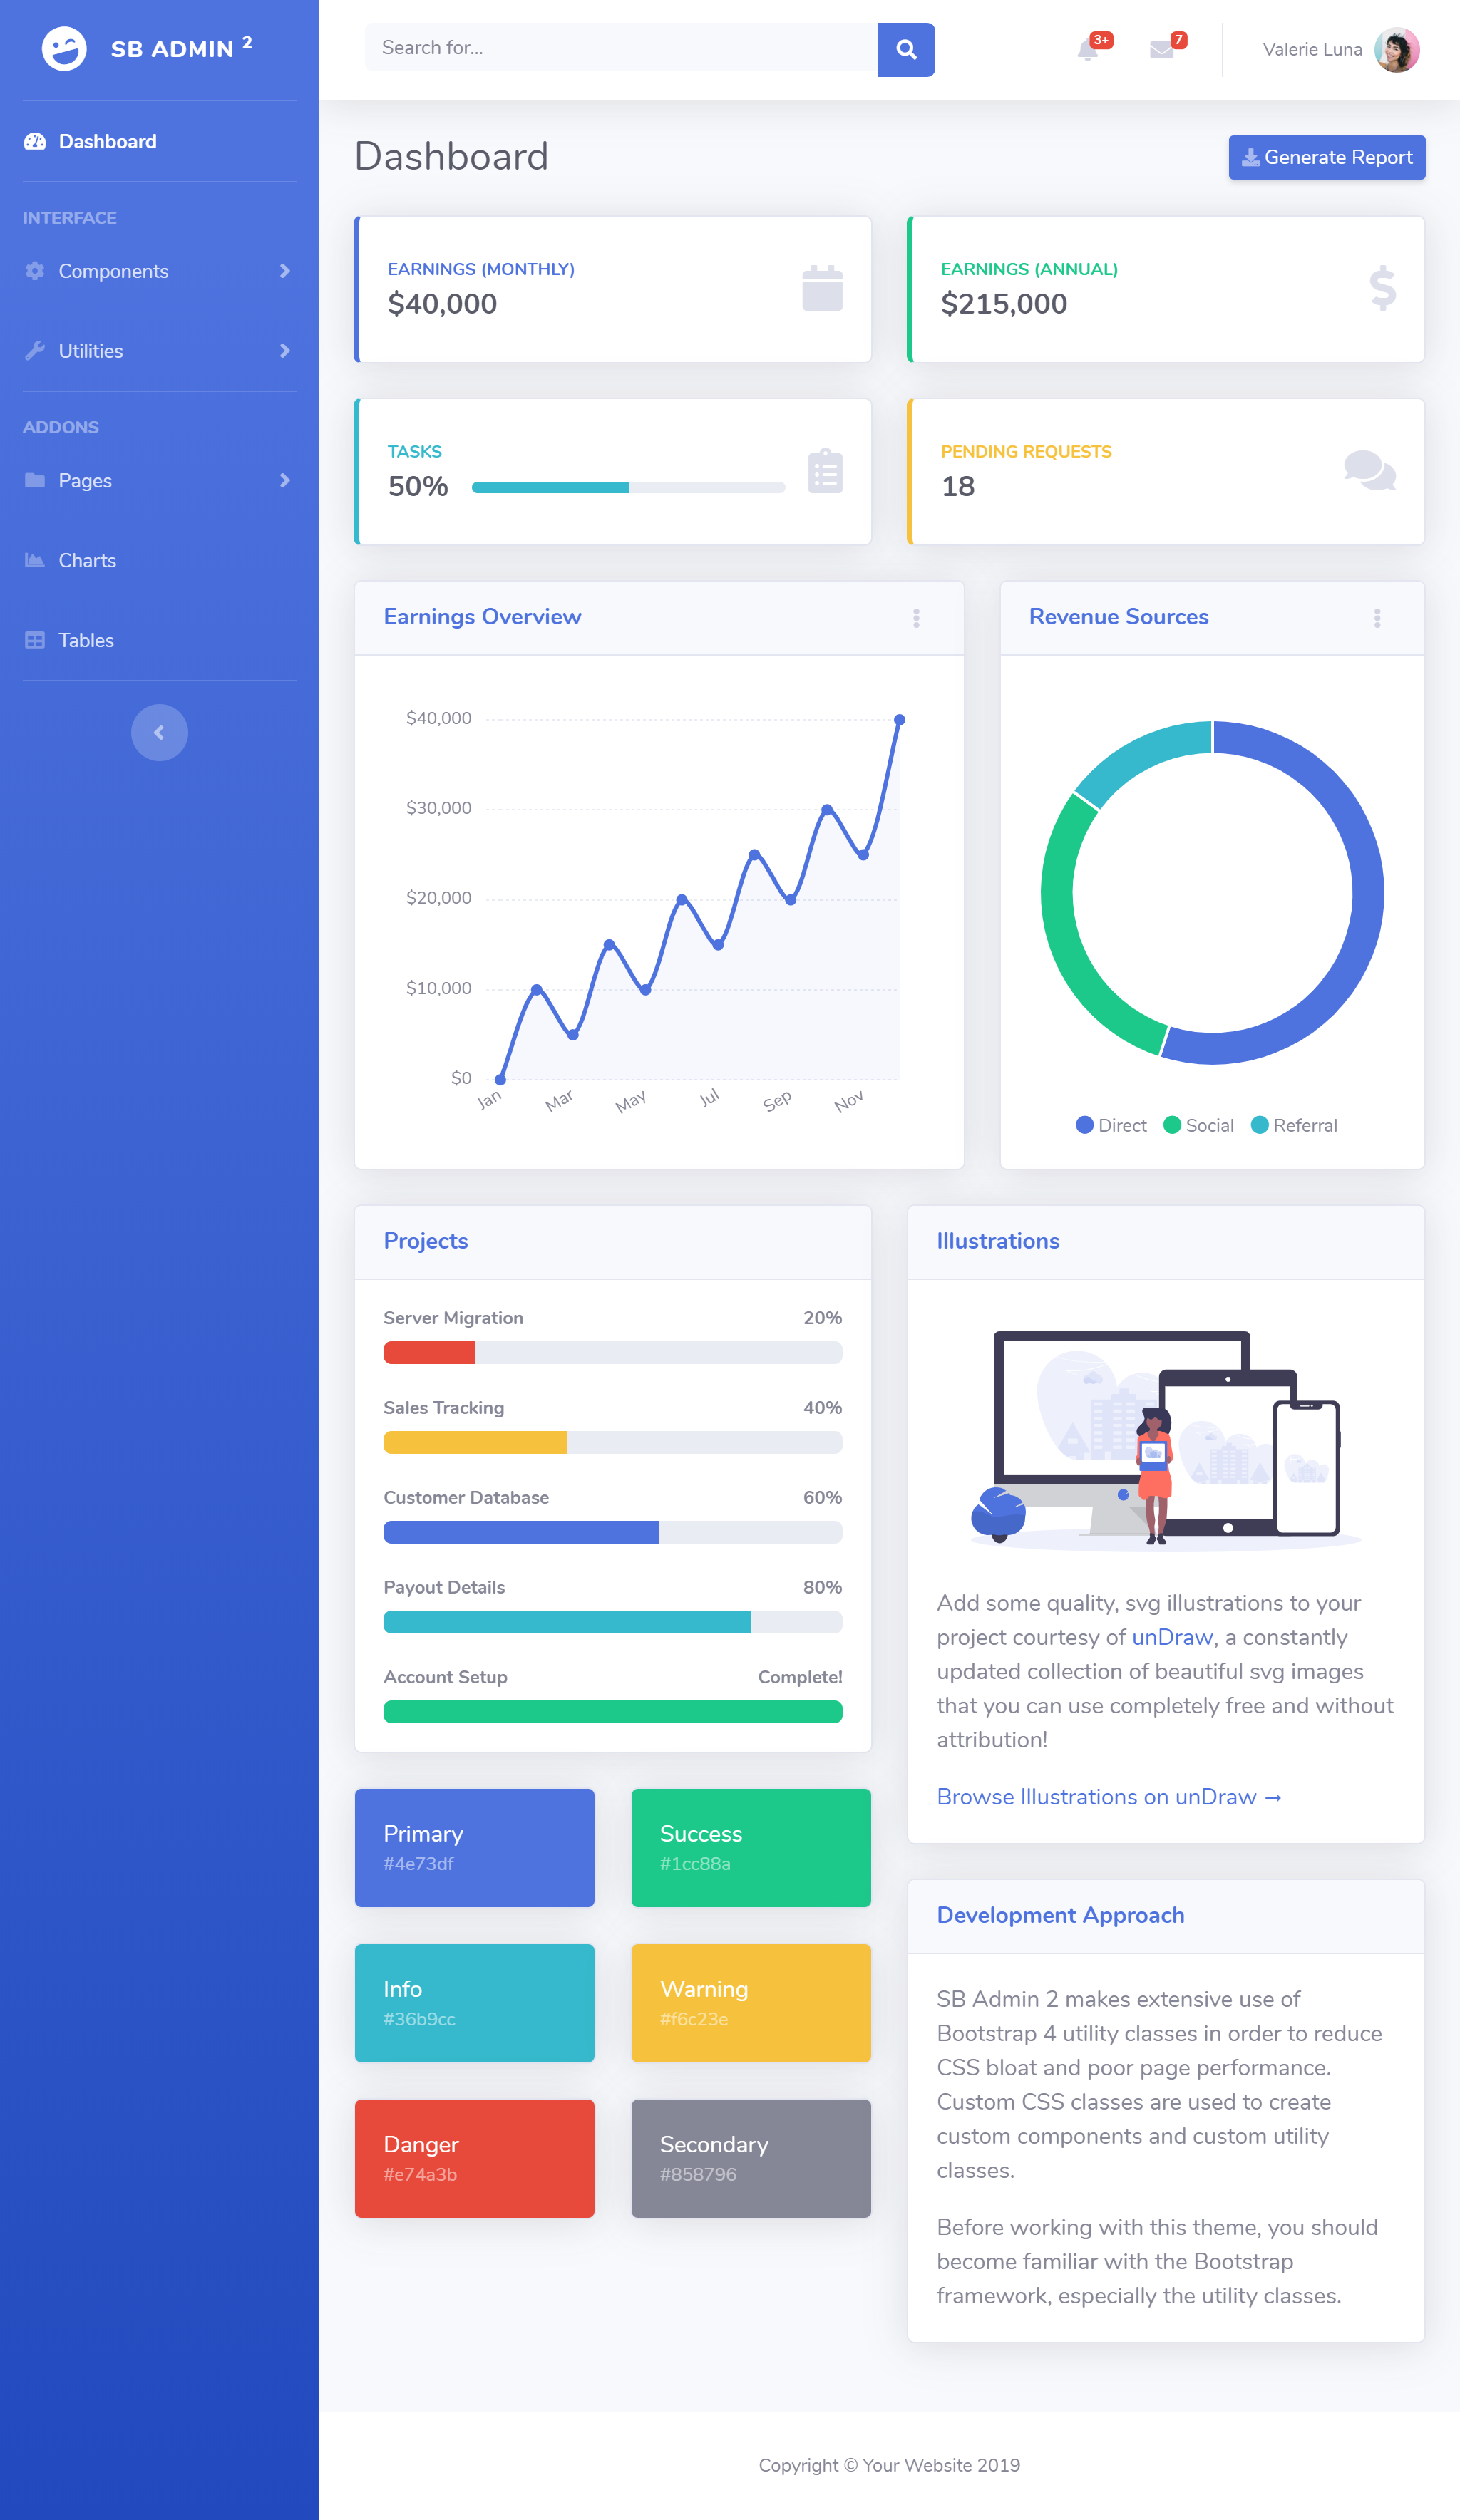 SB ADMIN 2
Dashboard
INTERFACE
Components
Utilities
ADDONS
Pages
Charts
Tables
Search for...
3+
7
Valerie Luna
Dashboard
Generate Report
EARNINGS (MONTHLY)
$40,000
EARNINGS (ANNUAL)
$215,000
TASKS
50%
PENDING REQUESTS
18
Earnings Overview
$40,000
$30,000
$20,000
$10,000
$0
Jan Mar May Jul Sep Nov
Revenue Sources
Direct Social Referral
Projects
Server Migration 20%
Sales Tracking 40%
Customer Database 60%
Payout Details 80%
Account Setup Complete!
Primary
#4e73df
Success
#1cc88a
Info
#36b9cc
Warning
#f6c23e
Danger
#e74a3b
Secondary
#858796
Illustrations
Add some quality, svg illustrations to your
project courtesy of unDraw, a constantly
updated collection of beautiful svg images
that you can use completely free and without
attribution!
Browse Illustrations on unDraw →
Development Approach
SB Admin 2 makes extensive use of
Bootstrap 4 utility classes in order to reduce
CSS bloat and poor page performance.
Custom CSS classes are used to create
custom components and custom utility
classes.
Before working with this theme, you should
become familiar with the Bootstrap
framework, especially the utility classes.
Copyright © Your Website 2019